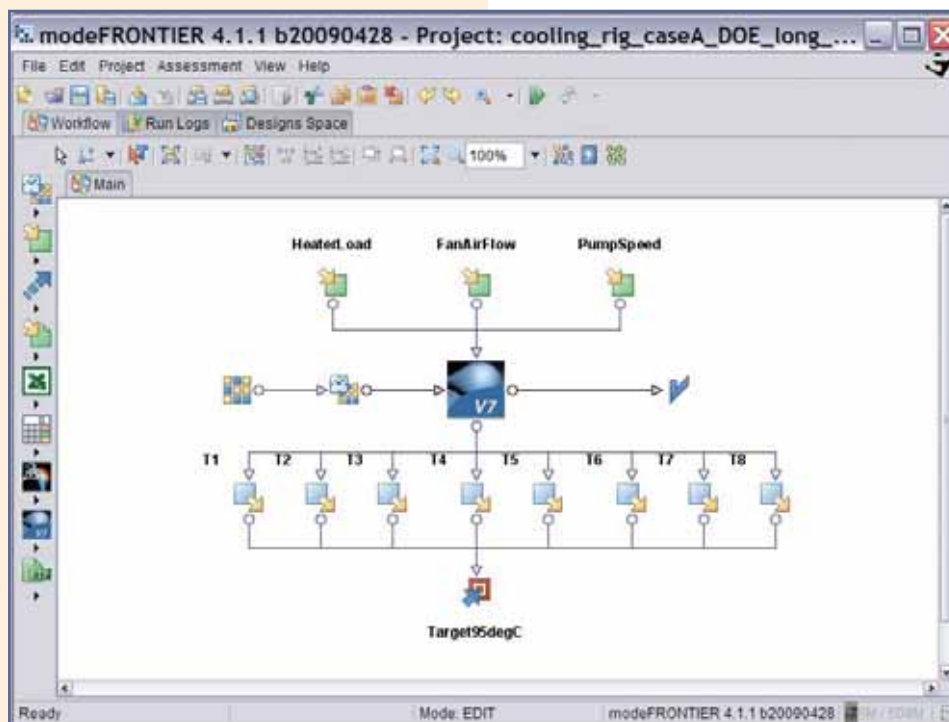 modeFRONTIER 4.1.1 b20090428 - Project: cooling_rig_caseA_DOE_long_...
File Edit Project Assessment View Help
Workflow Run Logs Designs Space
100%
Main
HeaterLoad FanAirFlow PumpSpeed
V7
T1 T2 T3 T4 T5 T6 T7 T8
Target95degC
V7
Ready Mode: EDIT modeFRONTIER 4.1.1 b20090428